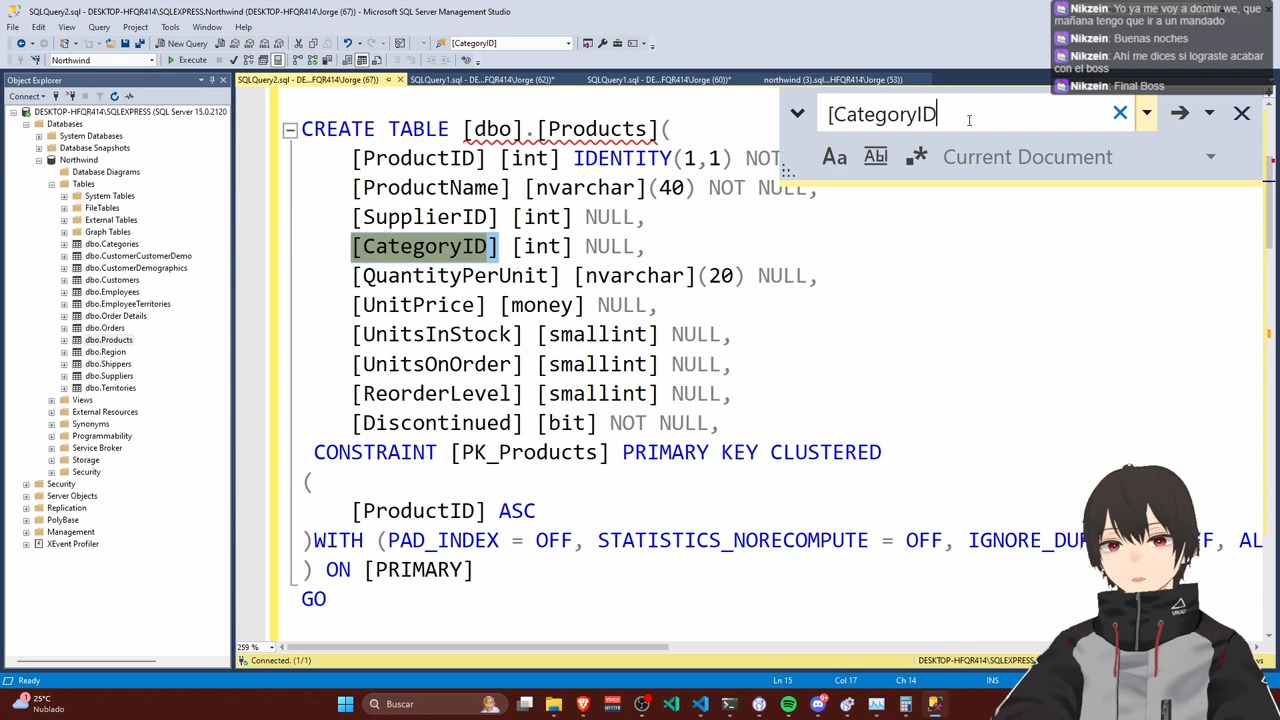 SQLQuery2.sql - DESKTOP-HFQR414\SQLEXPRESS.Northwind (DESKTOP-HFQR414\Jorge (67)) - Microsoft SQL Server Management Studio
Nikzein: Yo ya me voy a dormir we, que
mañana tengo que ir a un mandado
Nikzein: Buenas noches
Nikzein: Ahí me dices si lograste acabar
con el boss
Nikzein: Final Boss
File Edit View Query Project Tools Window Help
New Query
[CategoryID]
Northwind
Execute
Object Explorer
SQLQuery2.sql - DE...FQR414\Jorge (67))
SQLQuery1.sql - DE...FQR414\Jorge (62))*
SQLQuery1.sql - DE...FQR414\Jorge (60))*
northwind (3).sql...HFQR414\Jorge (53))
Connect
DESKTOP-HFQR414\SQLEXPRESS (SQL Server 15.0.2120
Databases
System Databases
Database Snapshots
Northwind
Database Diagrams
Tables
System Tables
FileTables
External Tables
Graph Tables
dbo.Categories
dbo.CustomerCustomerDemo
dbo.CustomerDemographics
dbo.Customers
dbo.Employees
dbo.EmployeeTerritories
dbo.Order Details
dbo.Orders
dbo.Products
dbo.Region
dbo.Shippers
dbo.Suppliers
dbo.Territories
Views
External Resources
Synonyms
Programmability
Service Broker
Storage
Security
Security
Server Objects
Replication
PolyBase
Management
XEvent Profiler
[CategoryID
Aa Abl Current Document
CREATE TABLE [dbo].[Products](
[ProductID] [int] IDENTITY(1,1) NOT
[ProductName] [nvarchar](40) NOT NULL,
[SupplierID] [int] NULL,
[CategoryID] [int] NULL,
[QuantityPerUnit] [nvarchar](20) NULL,
[UnitPrice] [money] NULL,
[UnitsInStock] [smallint] NULL,
[UnitsOnOrder] [smallint] NULL,
[ReorderLevel] [smallint] NULL,
[Discontinued] [bit] NOT NULL,
CONSTRAINT [PK_Products] PRIMARY KEY CLUSTERED
(
[ProductID] ASC
)WITH (PAD_INDEX = OFF, STATISTICS_NORECOMPUTE = OFF, IGNORE_DU AL
) ON [PRIMARY]
GO
259 %
Connected. (1/1)
DESKTOP-HFQR414\SQLEXPRESS
Ready
Ln 15 Col 17 Ch 14 INS
25°C
Nublado
Buscar